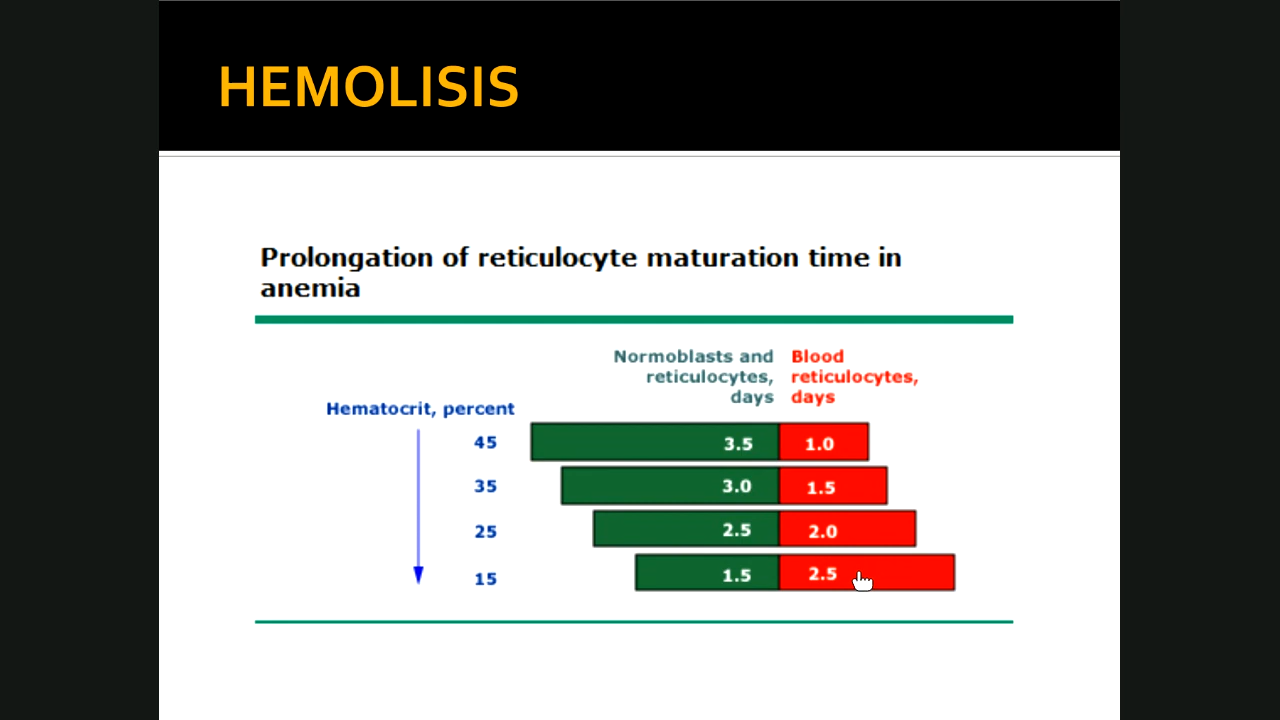 HEMOLISIS
Prolongation of reticulocyte maturation time in
anemia
Normoblasts and
reticulocytes,
days
Blood
reticulocytes,
days
Hematocrit, percent
45 3.5 1.0
35 3.0 1.5
25 2.5 2.0
15 1.5 2.5